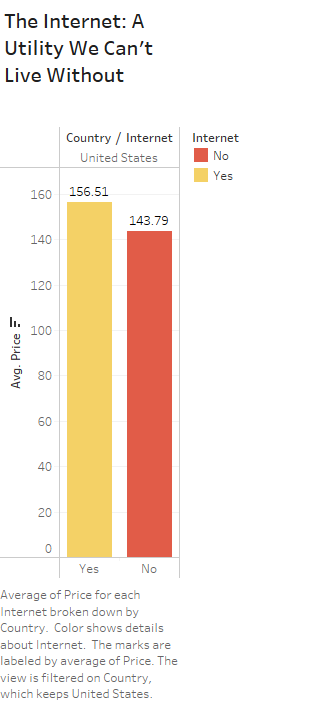 The Internet: A
Utility We Can't
Live Without
Country / Internet
United States
Internet
No
Yes
Avg. Price
160
140
120
100
80
60
40
20
0
156.51
143.79
Yes
No
Average of Price for each
Internet broken down by
Country.  Color shows details
about Internet.  The marks are
labeled by average of Price. The
view is filtered on Country,
which keeps United States.